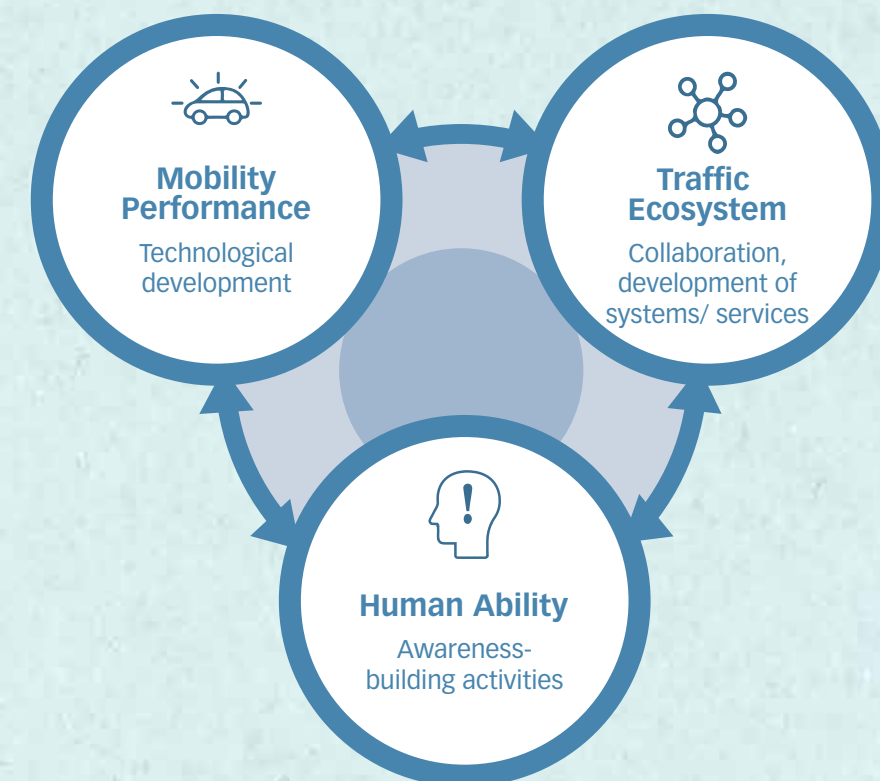 Mobility
Performance
Technological
development
Traffic
Ecosystem
Collaboration,
development of
systems/ services
!
Human Ability
Awareness-
building activities